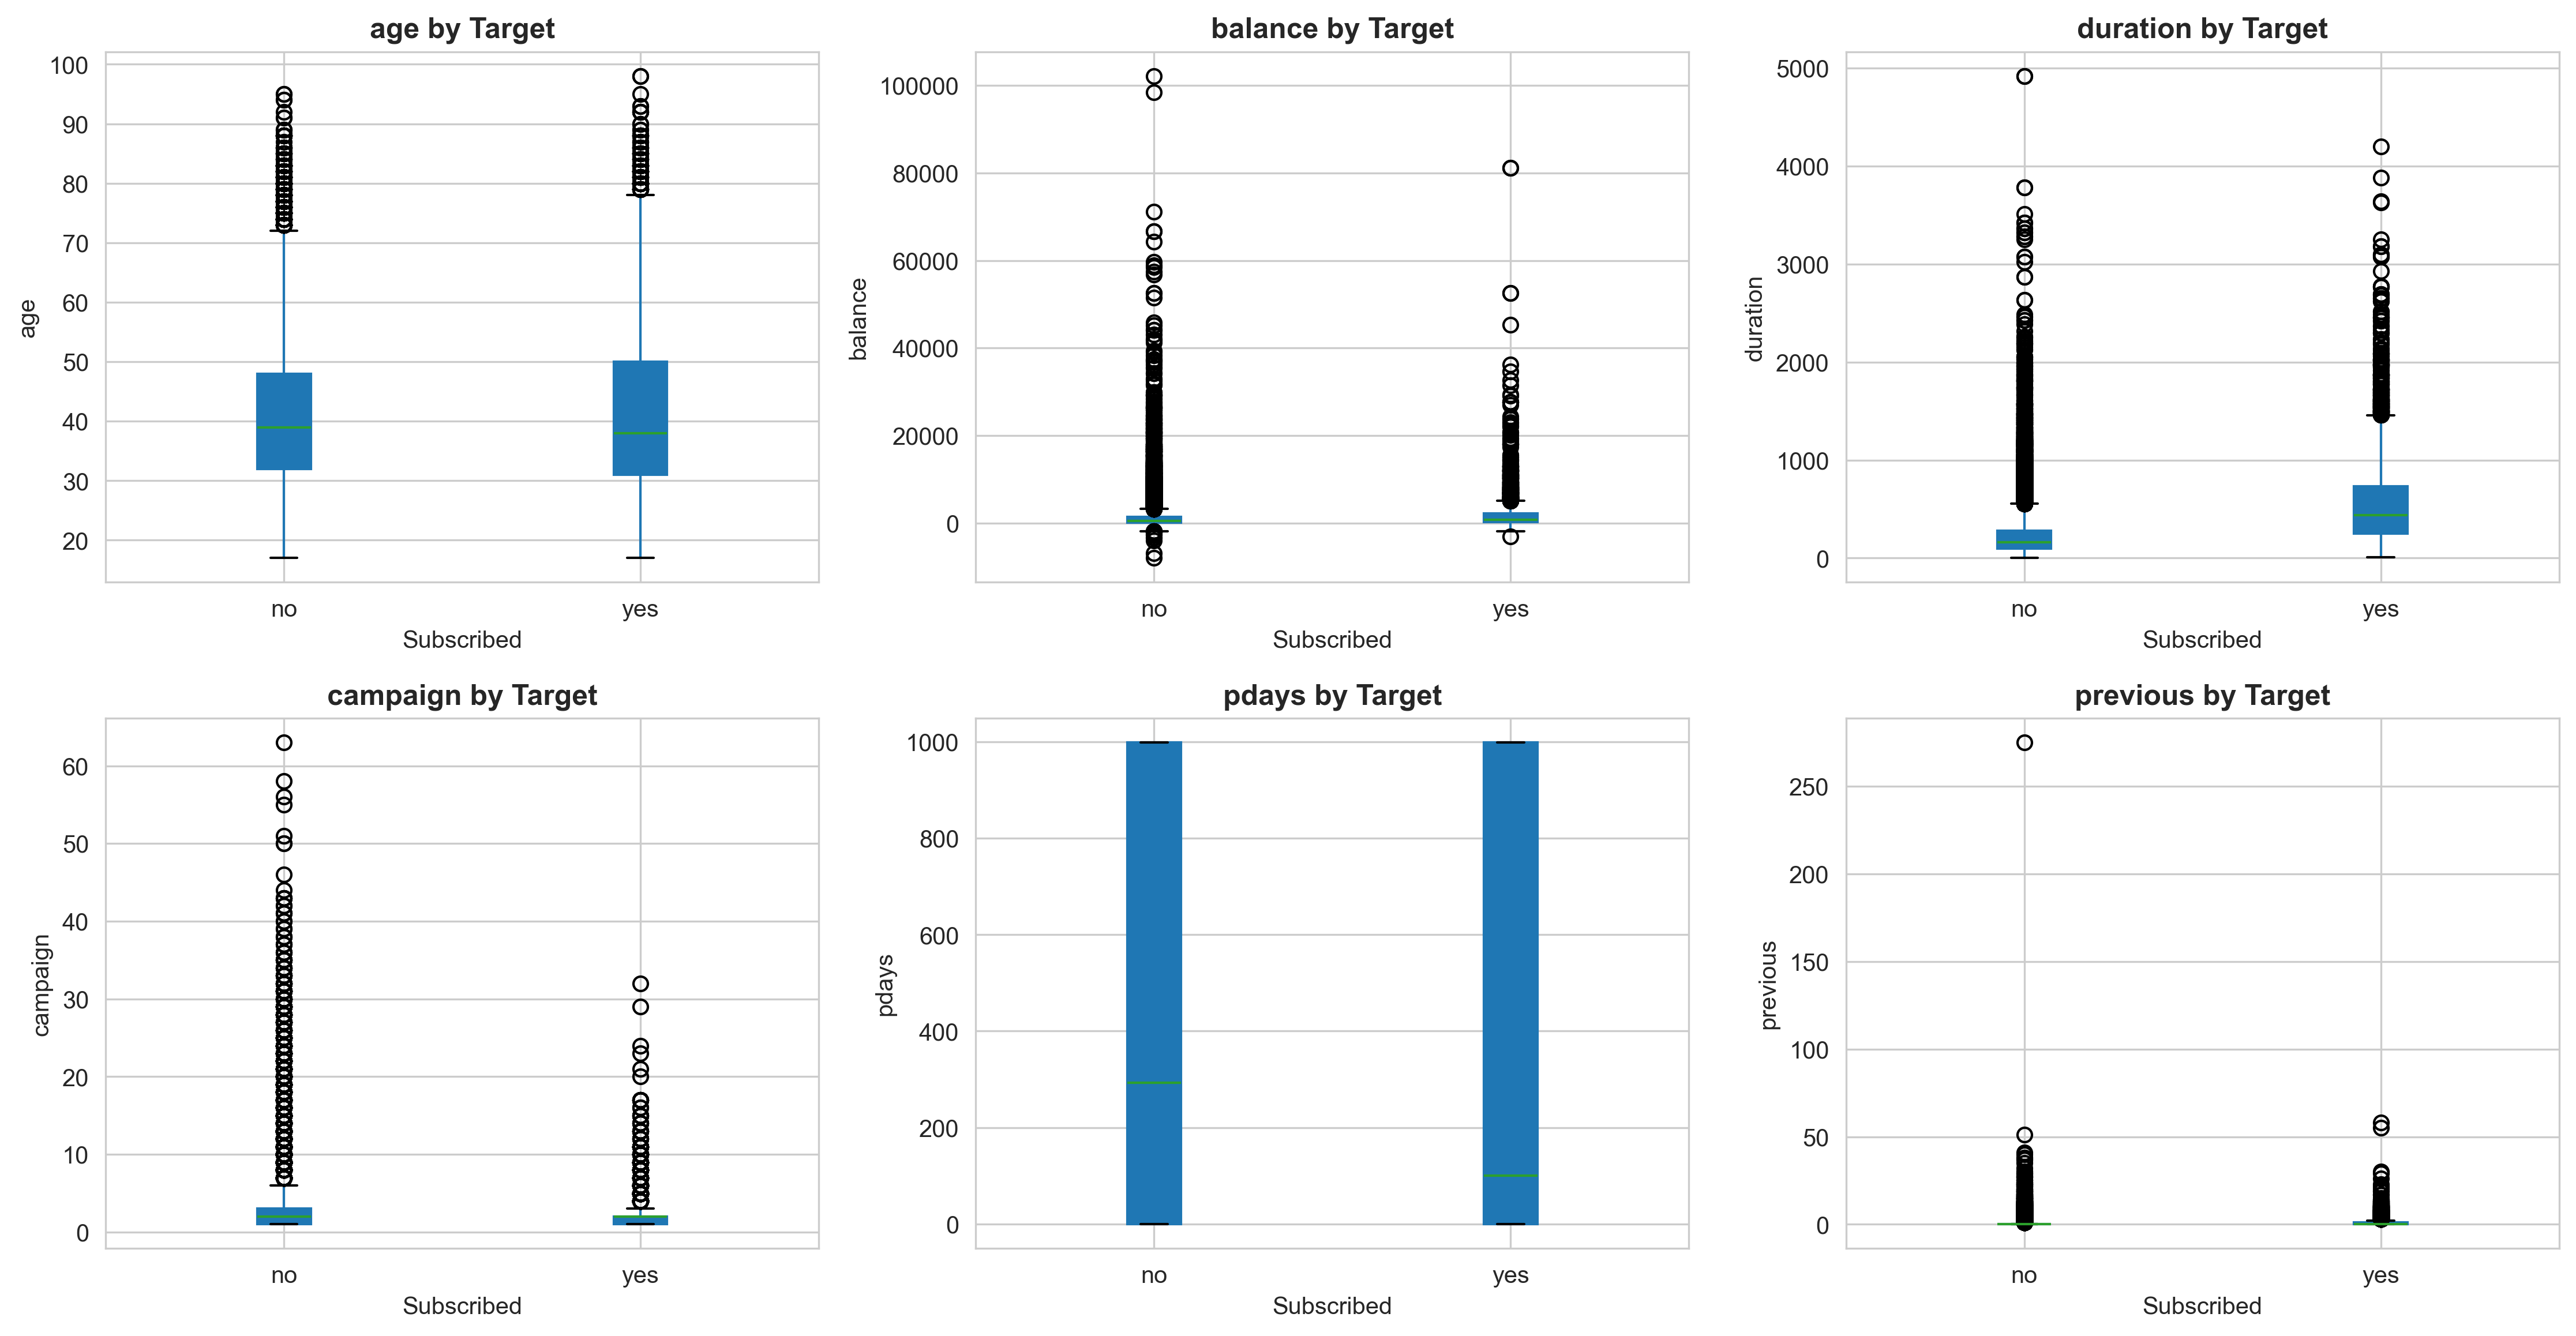 age by Target
100
90
80
70
60
50
40
30
20
age
no
yes
Subscribed
balance by Target
100000
80000
60000
40000
20000
0
balance
no
yes
Subscribed
duration by Target
5000
4000
3000
2000
1000
0
duration
no
yes
Subscribed
campaign by Target
60
50
40
30
20
10
0
campaign
no
yes
Subscribed
pdays by Target
1000
800
600
400
200
0
pdays
no
yes
Subscribed
previous by Target
250
200
150
100
50
0
previous
no
yes
Subscribed